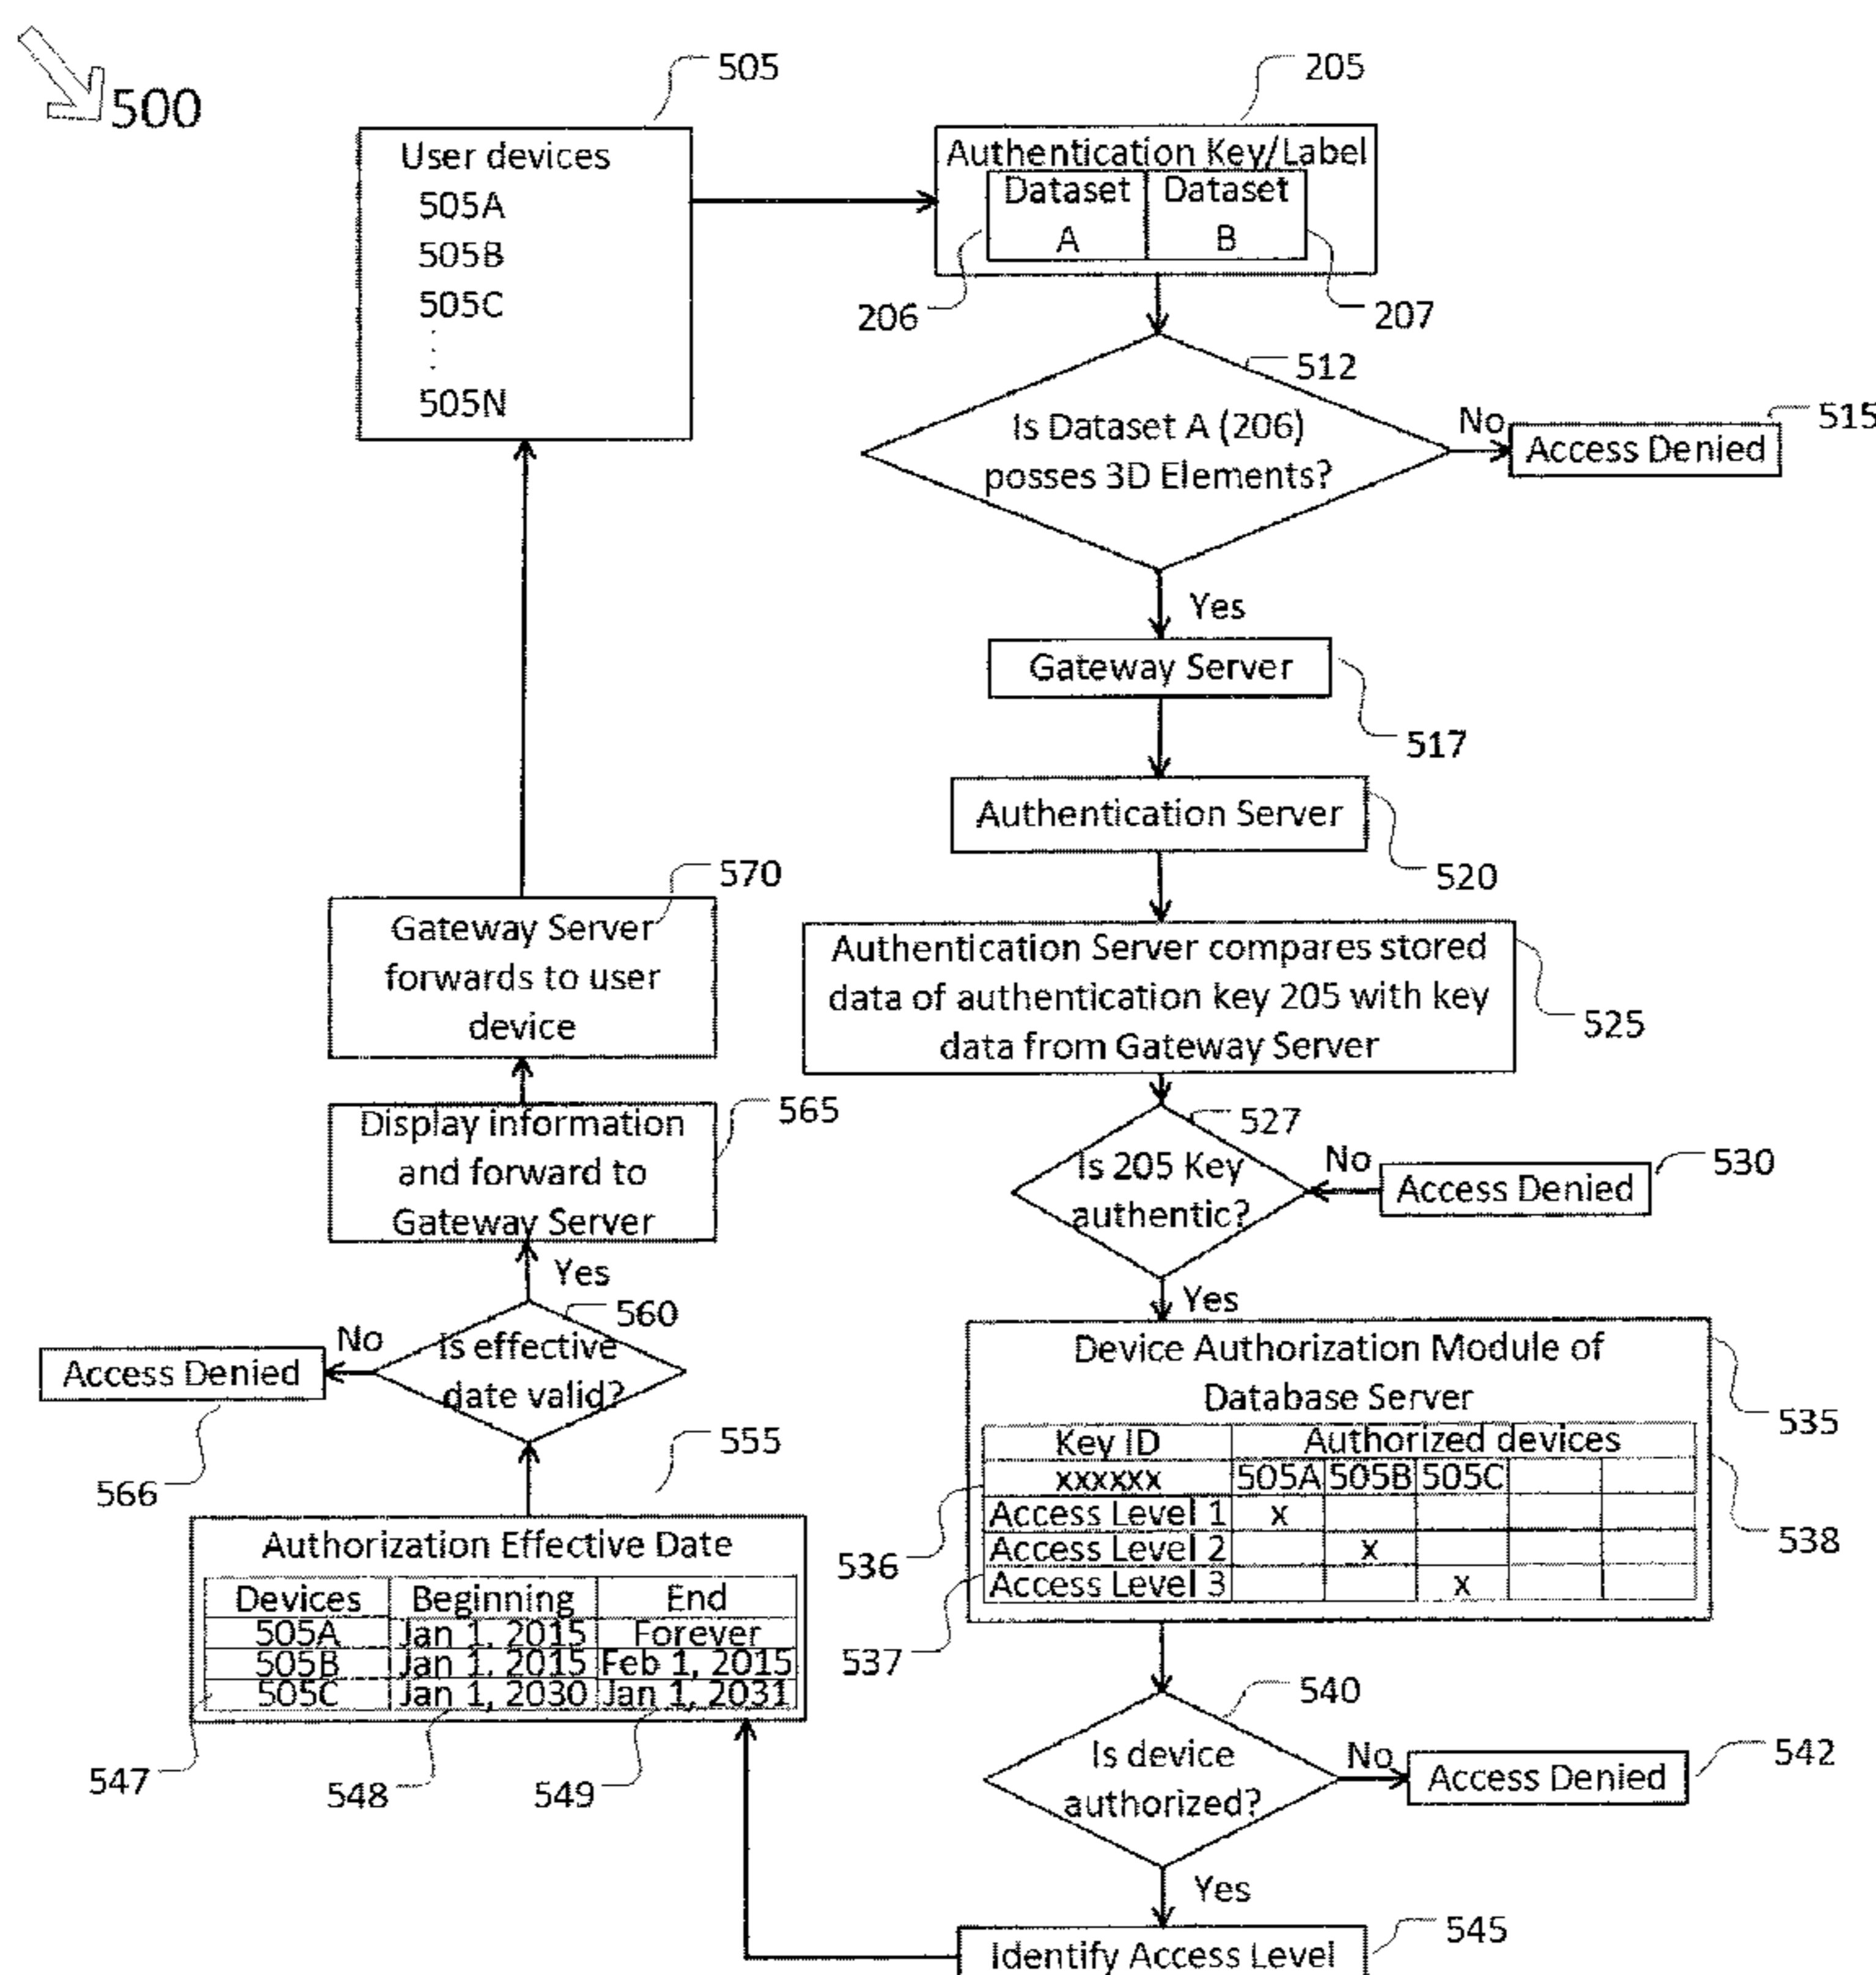 500
505
User devices
505A
505B
505C
505N
205
Authentication Key/Label
Dataset A
Dataset B
206
207
512
Is Dataset A (206)
posses 3D Elements?
No
515
Access Denied
Yes
Gateway Server
517
Authentication Server
520
Authentication Server compares stored
data of authentication key 205 with key
data from Gateway Server
525
527
Is 205 Key
authentic?
No
530
Access Denied
Yes
Device Authorization Module of
Database Server
535
Key ID Authorized devices
xxxxxx 505A 505B 505C
Access Level 1 x
Access Level 2 x
Access Level 3 x
536
537
538
540
Is device
authorized?
No
542
Access Denied
Yes
Identify Access Level
545
555
Authorization Effective Date
Devices Beginning End
505A Jan 1, 2015 Forever
505B Jan 1, 2015 Feb 1, 2015
505C Jan 1, 2030 Jan 1, 2031
547
548
549
560
Is effective
date valid?
No
Access Denied
566
Yes
565
Display information
and forward to
Gateway Server
570
Gateway Server
forwards to user
device